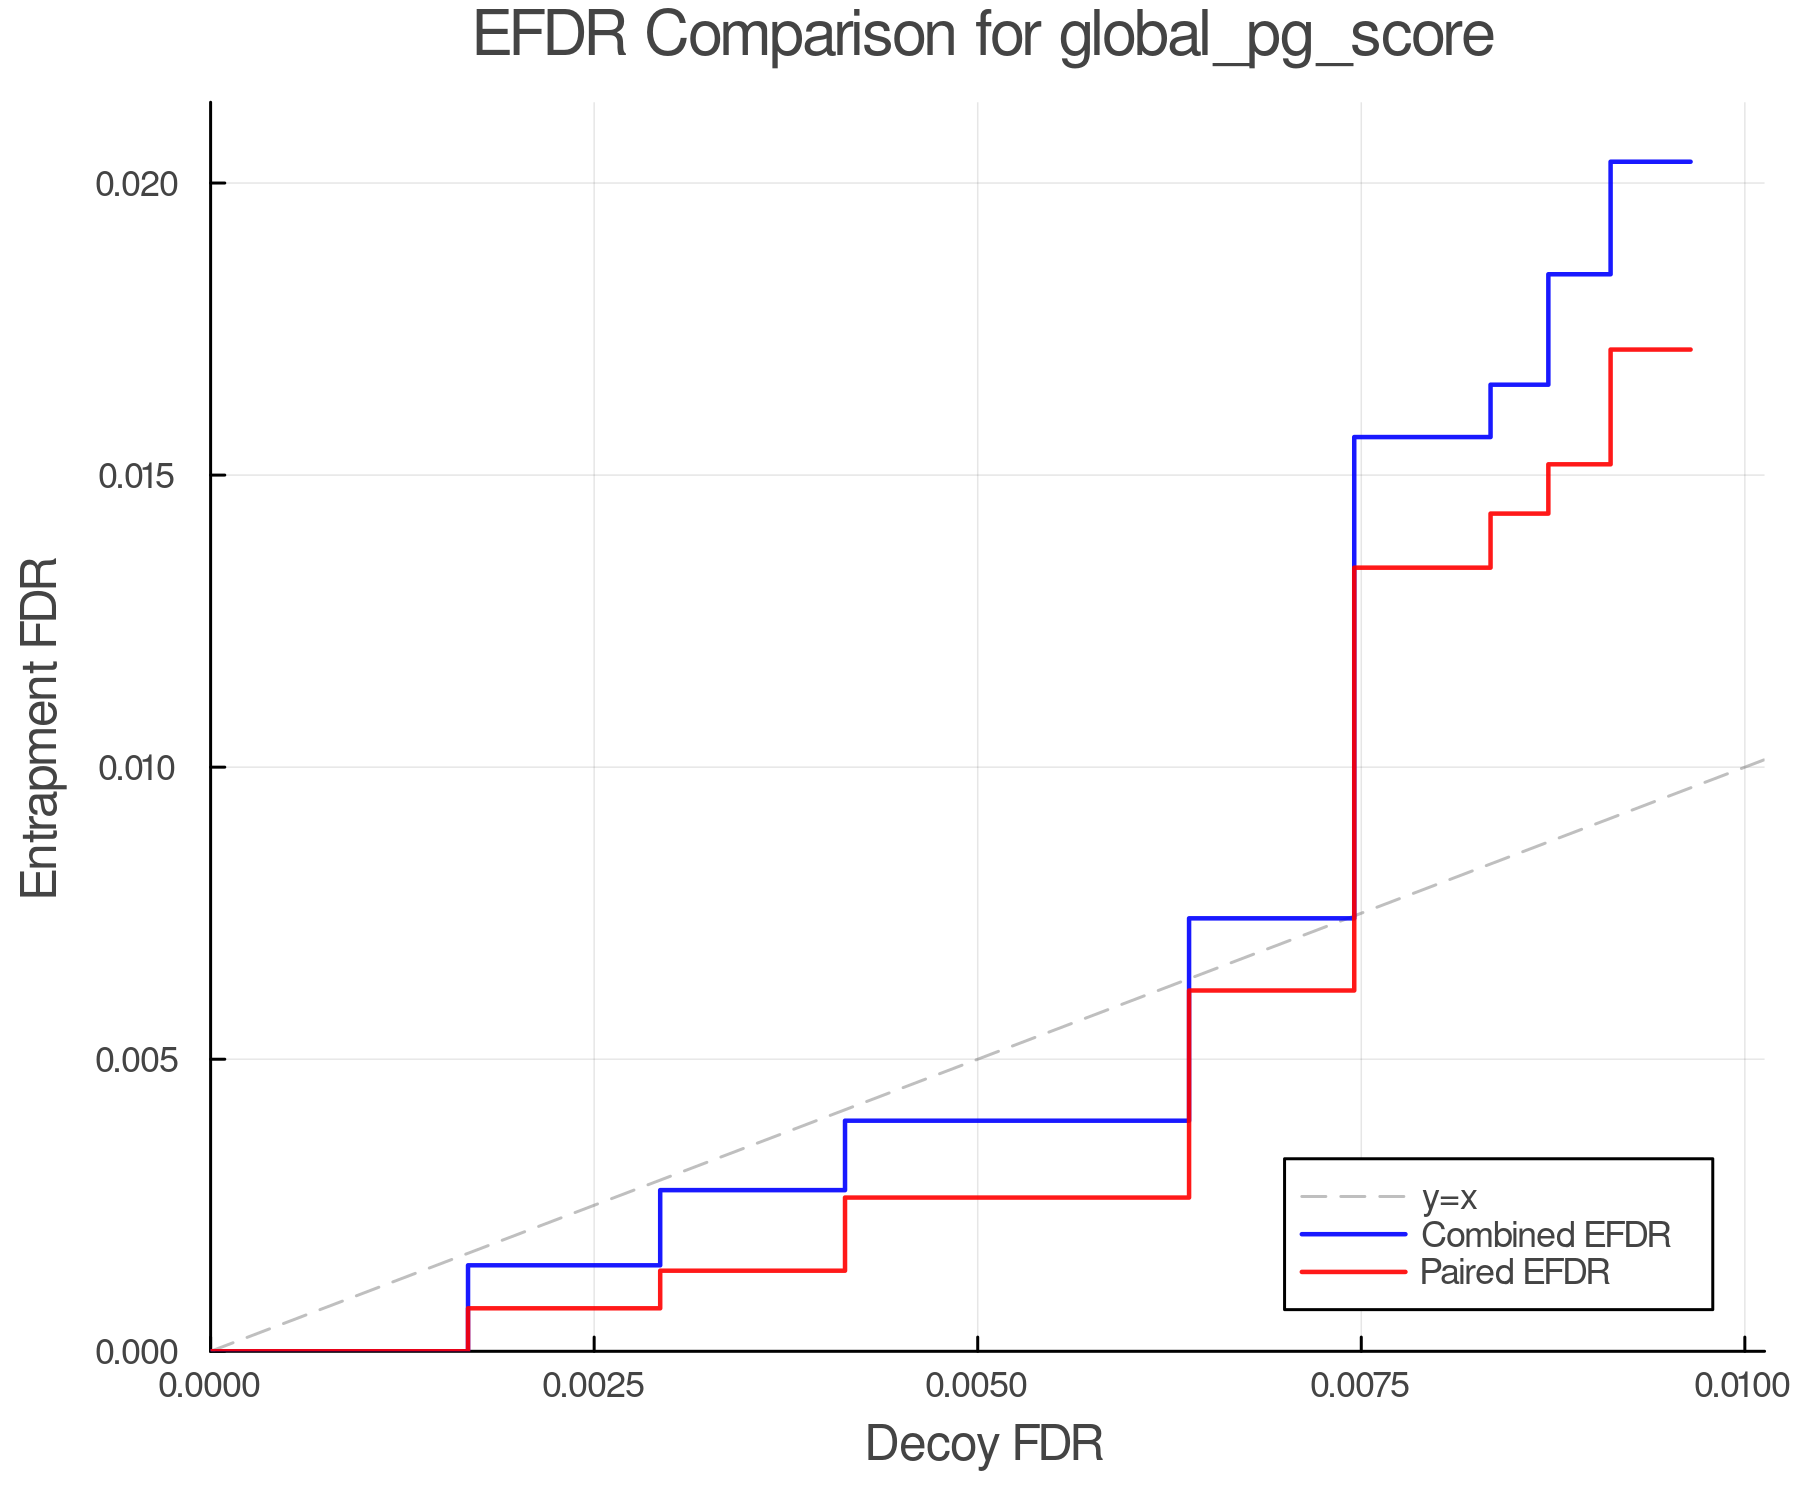 EFDR Comparison for global_pg_score
0.020
0.015
0.010
0.005
0.000
Entrapment FDR
y=x
Combined EFDR
Paired EFDR
0.0000 0.0025 0.0050 0.0075 0.0100
Decoy FDR